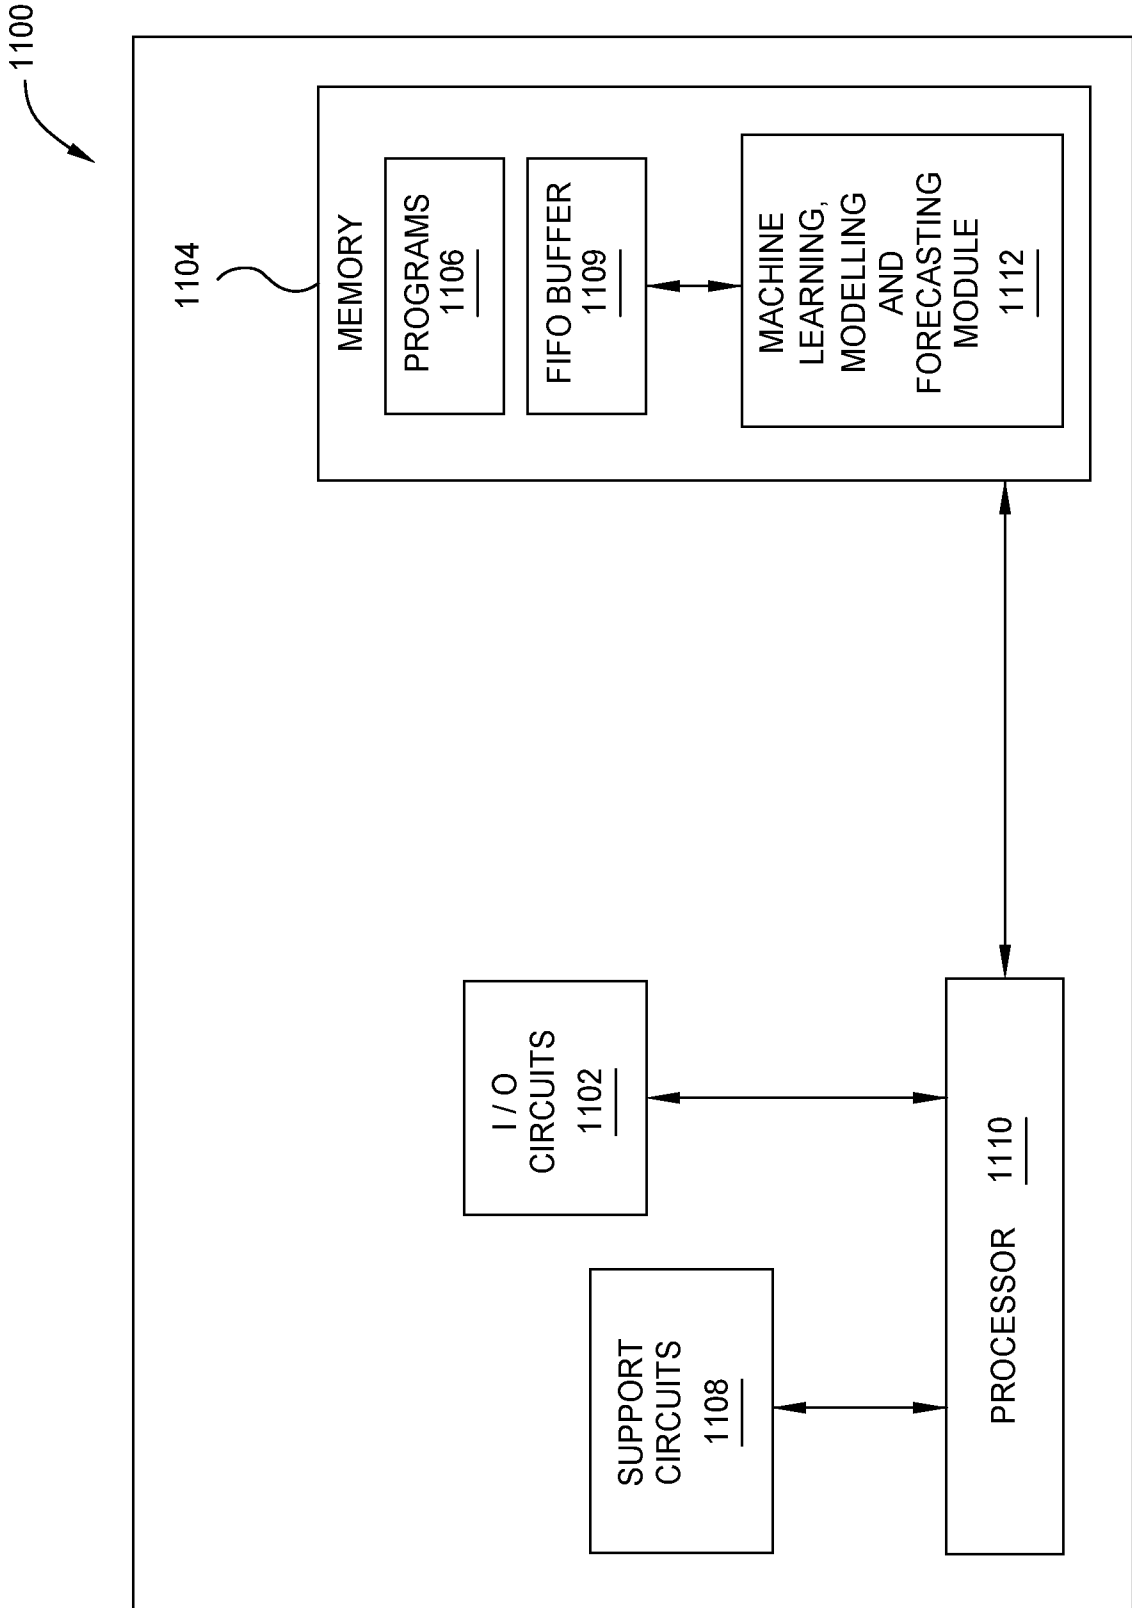 1100
1104
MEMORY
PROGRAMS
1106
FIFO BUFFER
1109
MACHINE
LEARNING,
MODELLING
AND
FORECASTING
MODULE
1112
I / O
CIRCUITS
1102
SUPPORT
CIRCUITS
1108
PROCESSOR 1110